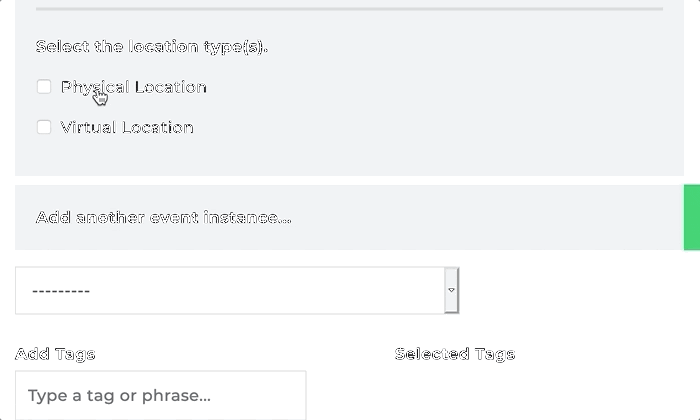 Select the location type(s).
Physical Location
Virtual Location
Add another event instance...
---------
Add Tags
Selected Tags
Type a tag or phrase...